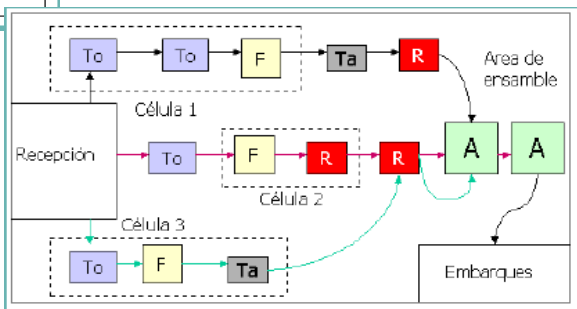 To
To
F
Ta
R
Area de
ensamble
Célula 1
Recepción
To
F
R
R
A
A
Célula 2
Célula 3
To
F
Ta
Embarques